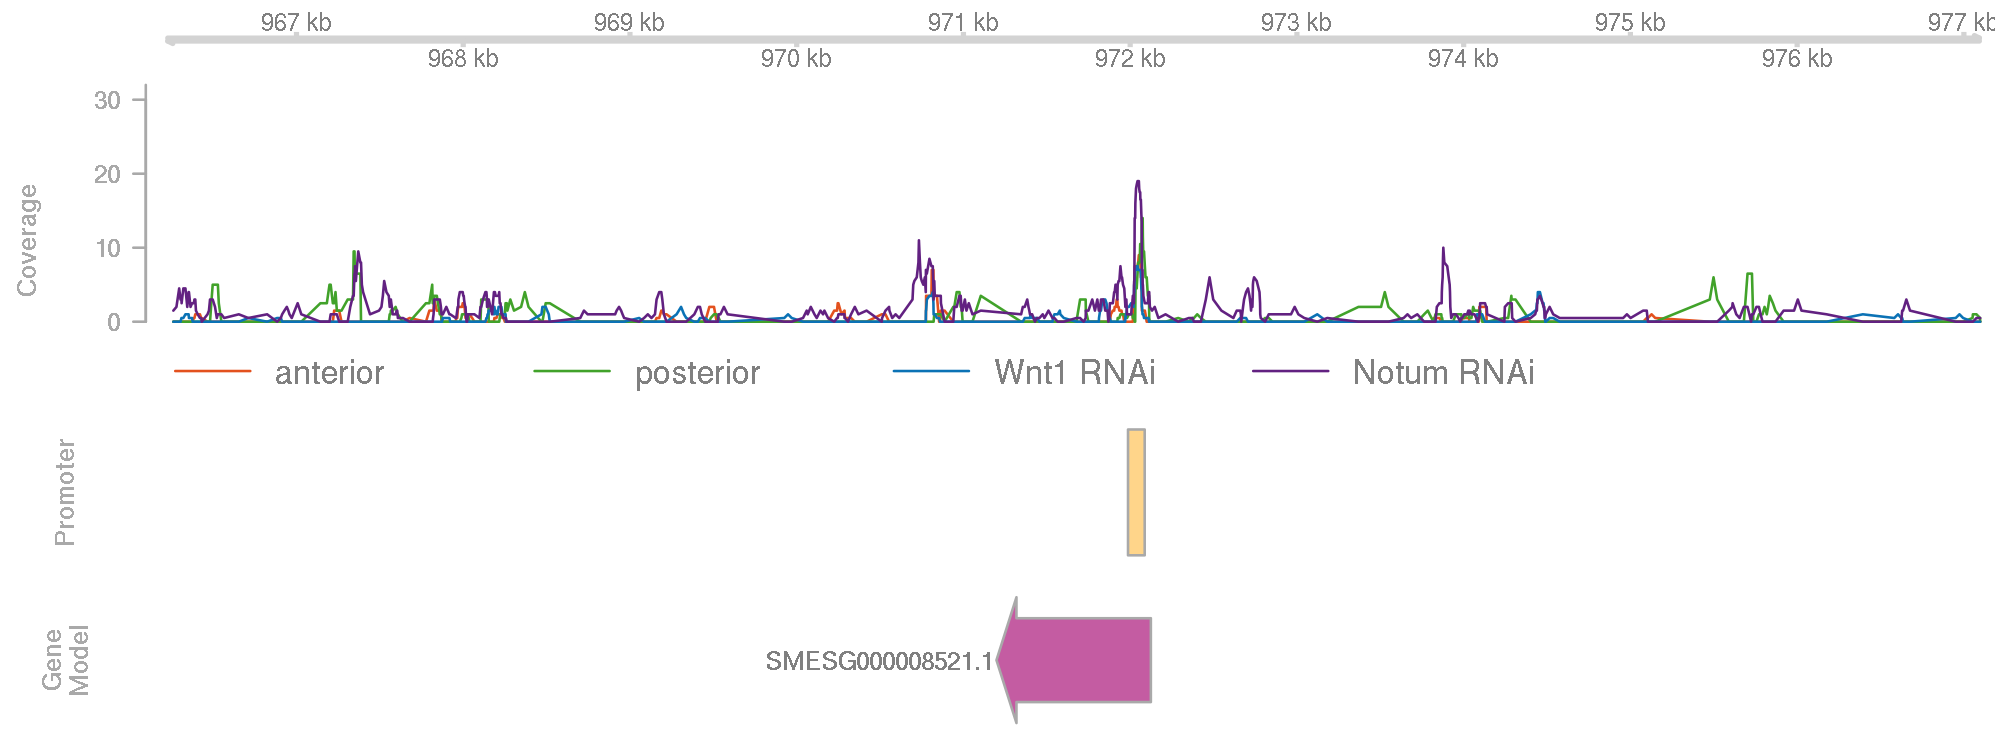 967 kb 969 kb 971 kb 973 kb 975 kb 977 kb
968 kb 970 kb 972 kb 974 kb 976 kb
30
20
10
0
Coverage
anterior posterior Wnt1 RNAi Notum RNAi
Promoter
Gene
Model
SMESG000008521.1